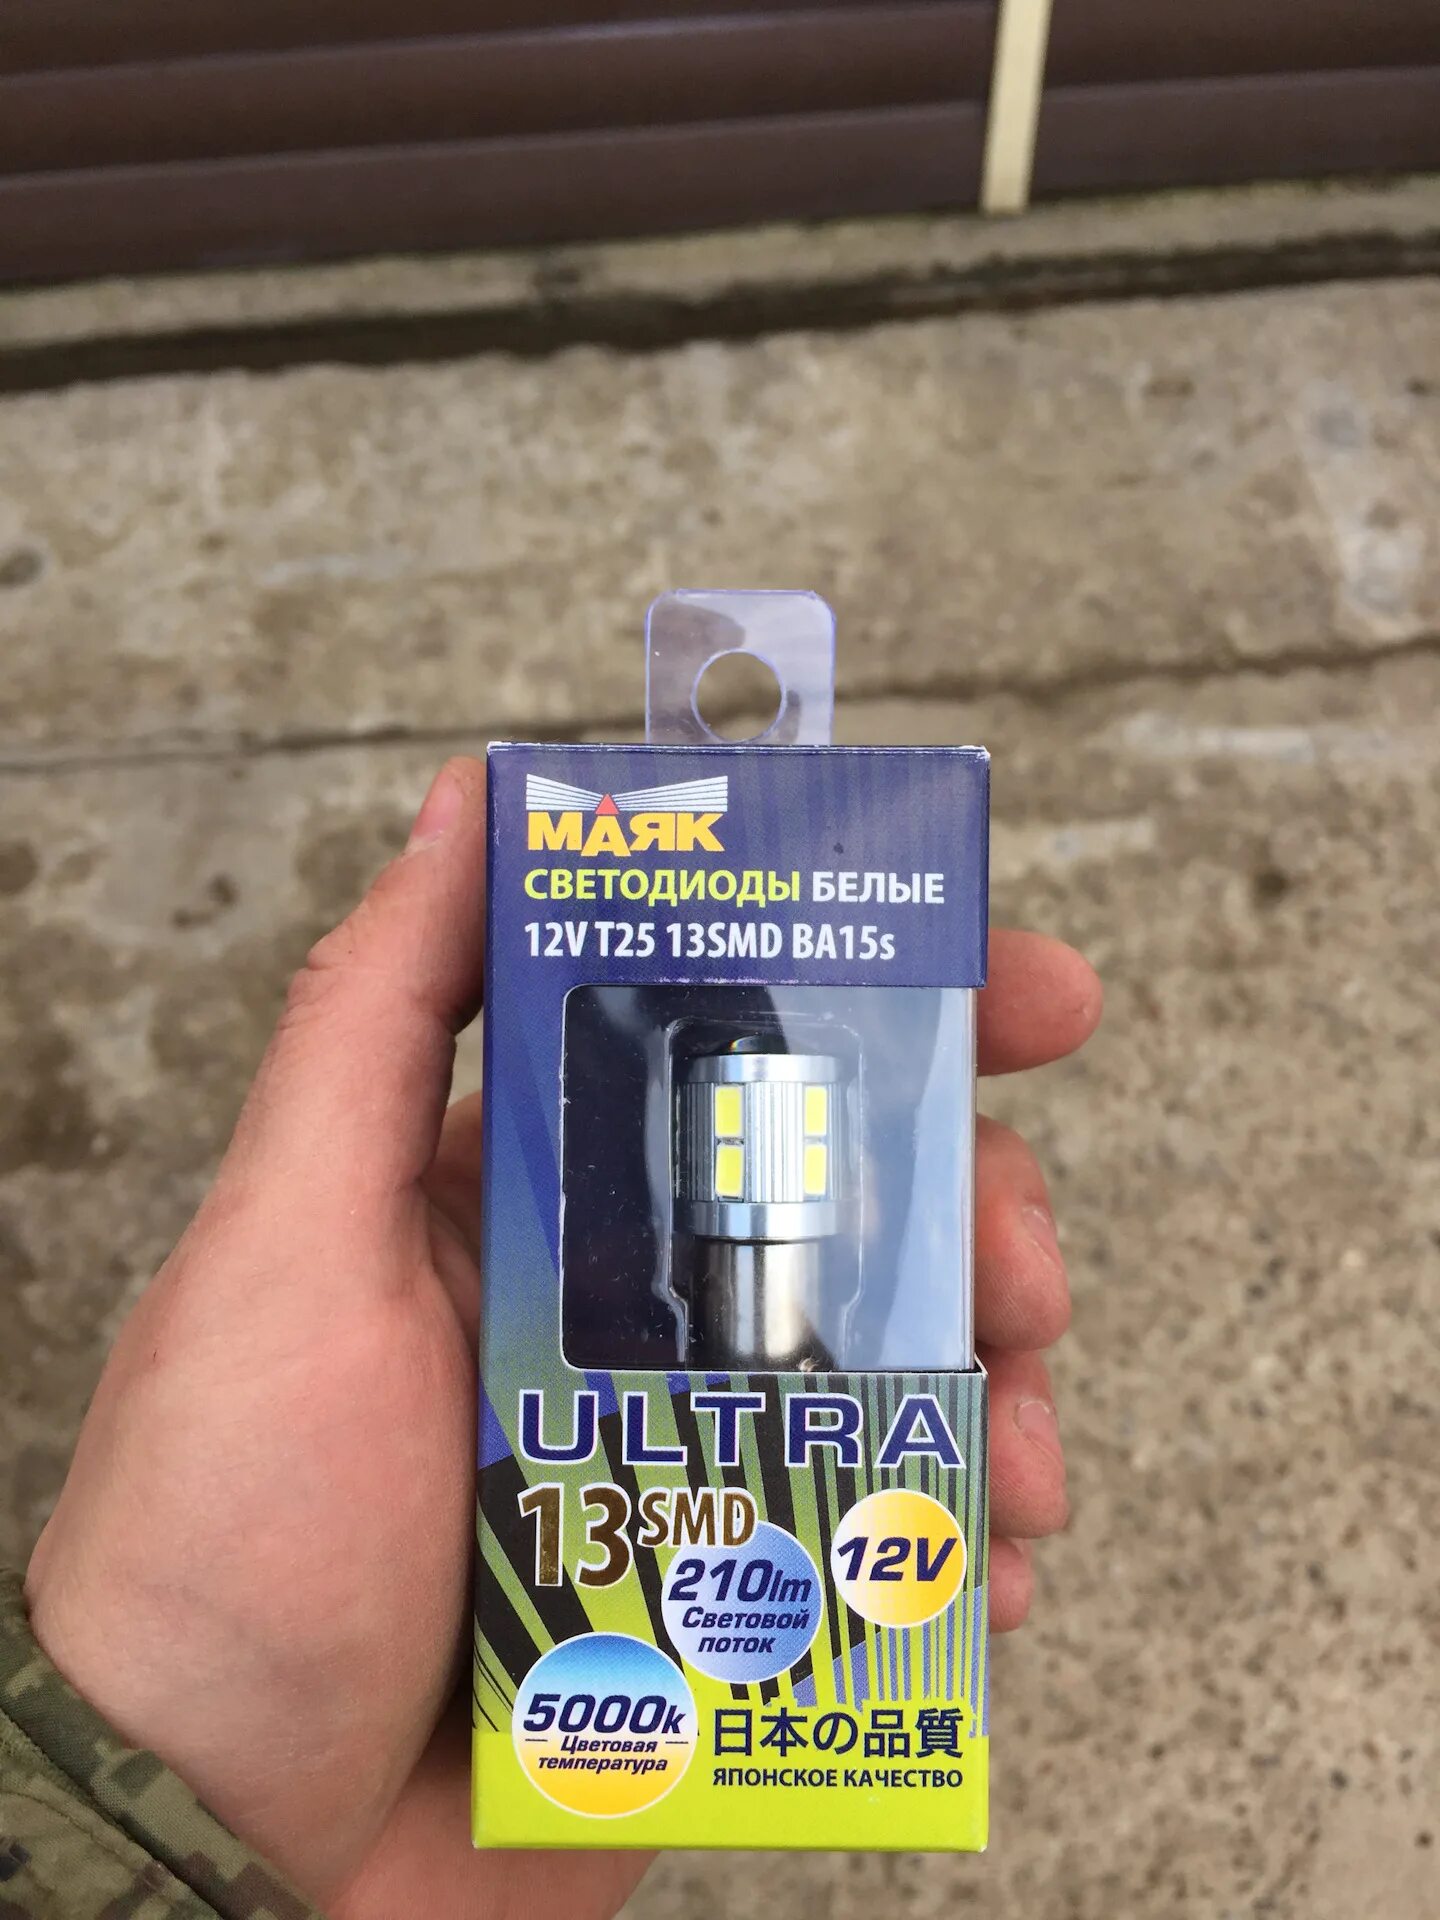 МАЯК
СВЕТОДИОДЫ БЕЛЫЕ
12V T25 13SMD BA15s
ULTRA
13SMD
12V
210lm
Световой
поток
5000k
Цветовая
температура
日本の品質
ЯПОНСКОЕ КАЧЕСТВО